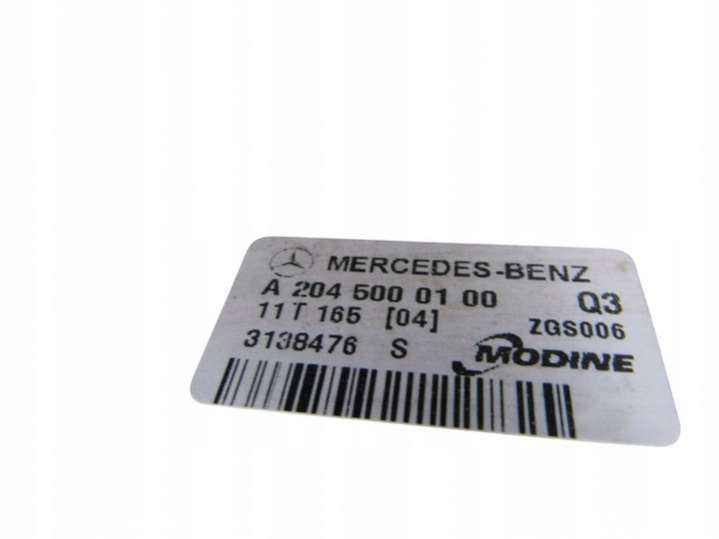 MERCEDES-BENZ
A 204 500 01 00 Q3
11T 165 [04] ZGS006
3138476 S MODINE